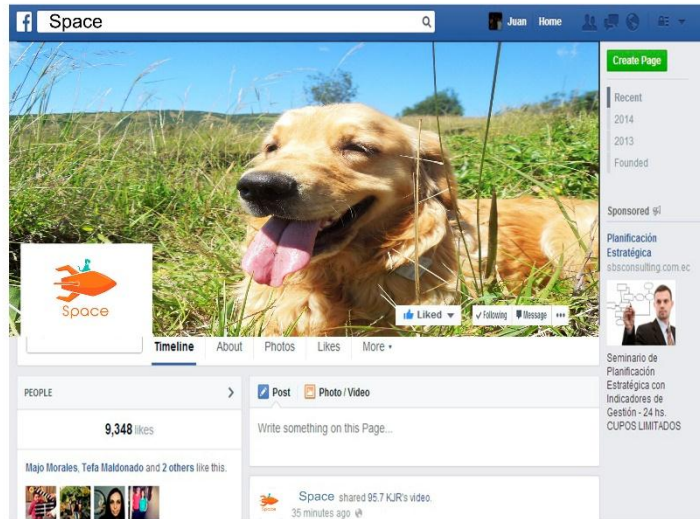 f Space
Juan Home
Create Page
Recent
2014
2013
Founded
Sponsored
Planificación
Estratégica
sbsconsulting.com.ec
Seminario de
Planificación
Estratégica con
Indicadores de
Gestión - 24 hs.
CUPOS LIMITADOS
Space
Liked
Following
Message
Timeline About Photos Likes More
PEOPLE
9,348 likes
Majo Morales, Tefa Maldonado and 2 others like this.
Post Photo / Video
Write something on this Page...
Space
Space shared 95.7 KJR's video.
35 minutes ago